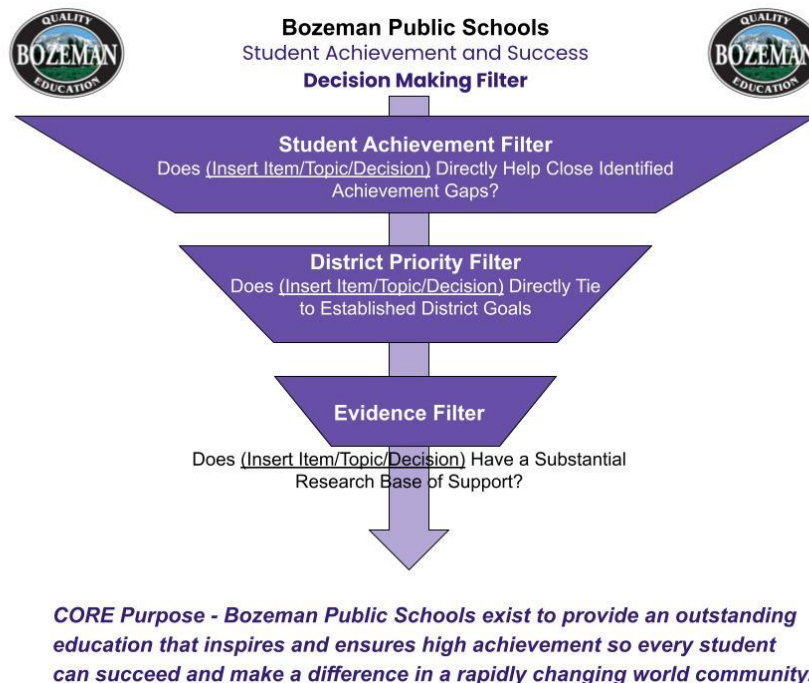 QUALITY
BOZEMAN
EDUCATION
Bozeman Public Schools
Student Achievement and Success
Decision Making Filter
QUALITY
BOZEMAN
EDUCATION
Student Achievement Filter
Does (Insert Item/Topic/Decision) Directly Help Close Identified
Achievement Gaps?
District Priority Filter
Does (Insert Item/Topic/Decision) Directly Tie
to Established District Goals
Evidence Filter
Does (Insert Item/Topic/Decision) Have a Substantial
Research Base of Support?
CORE Purpose - Bozeman Public Schools exist to provide an outstanding
education that inspires and ensures high achievement so every student
can succeed and make a difference in a rapidly changing world community